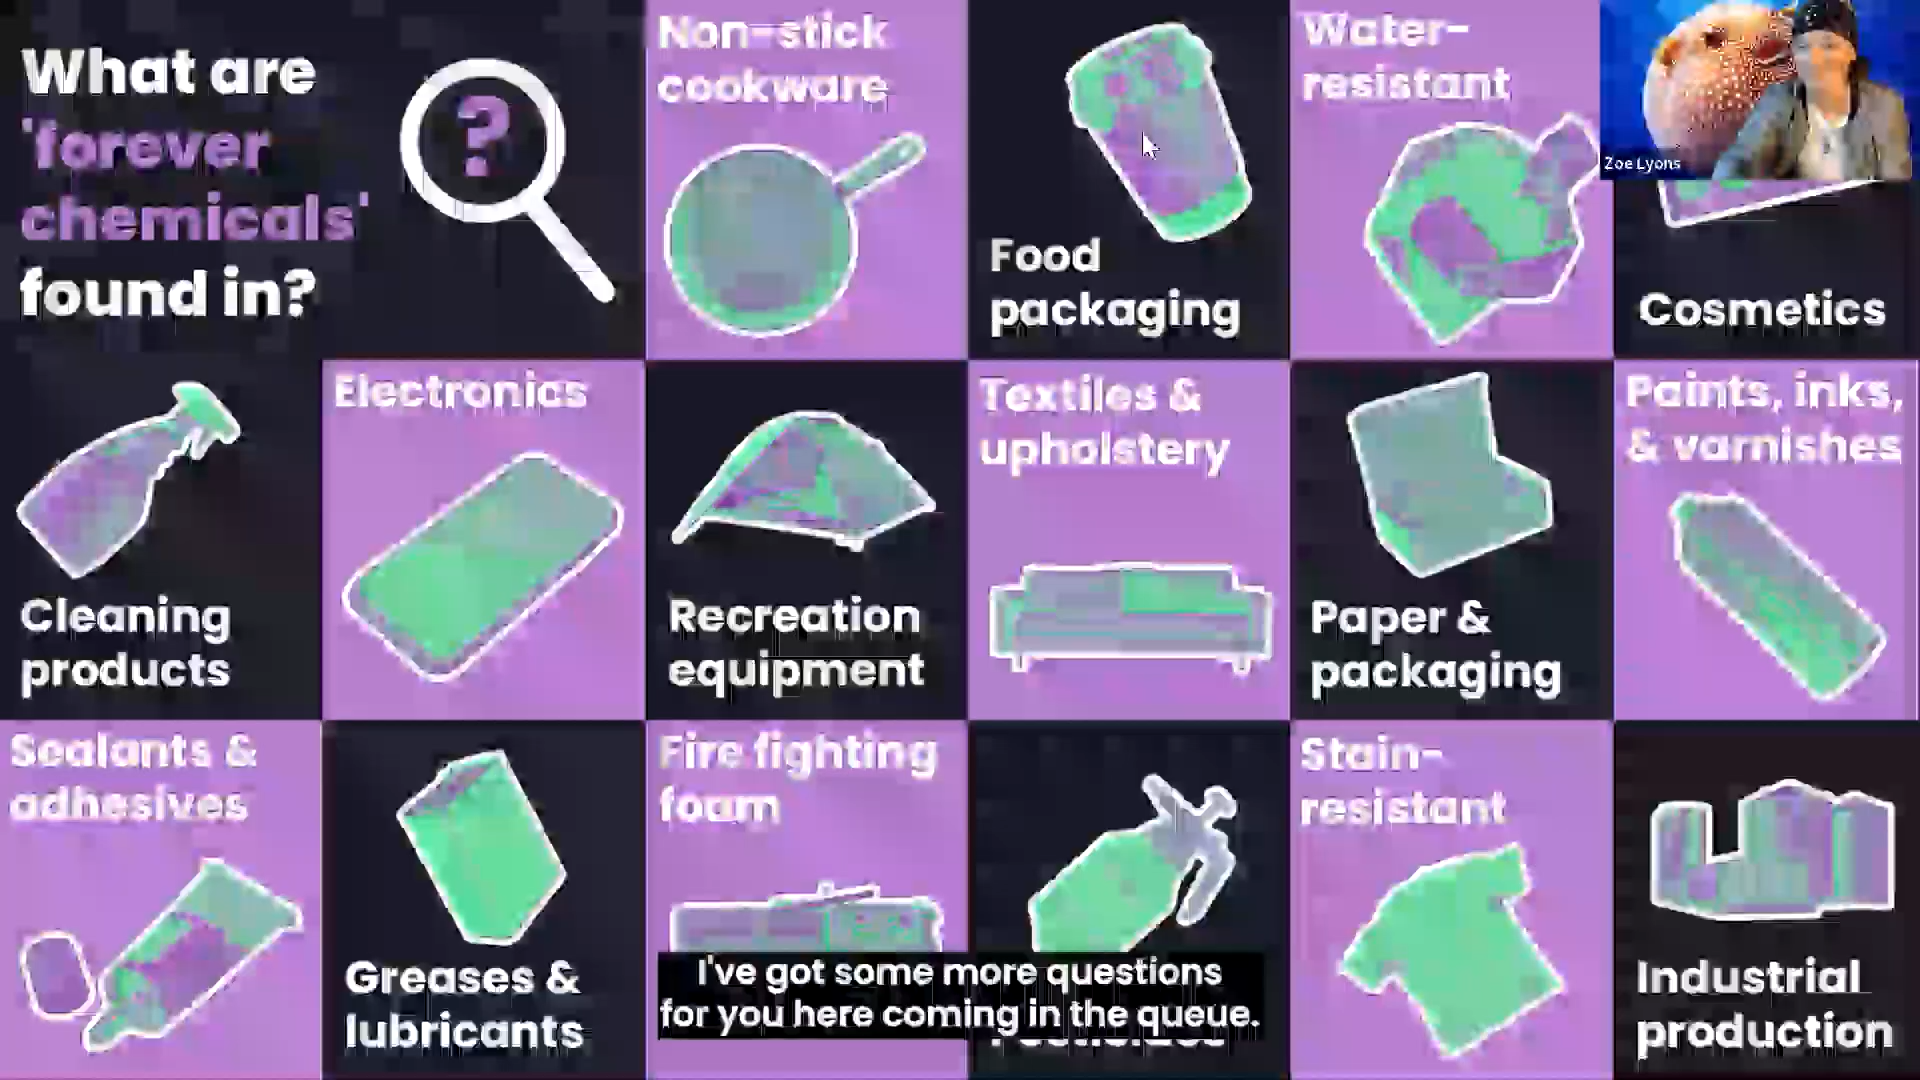 What are
'forever
chemicals'
found in?
?
Non-stick
cookware
Food
packaging
Water-
resistant
Zoe Lyons
Cosmetics
Cleaning
products
Electronics
Recreation
equipment
Textiles &
upholstery
Paper &
packaging
Paints, inks,
& varnishes
Sealants &
adhesives
Greases &
lubricants
Fire fighting
foam
Stain-
resistant
Industrial
production
I've got some more questions
for you here coming in the queue.